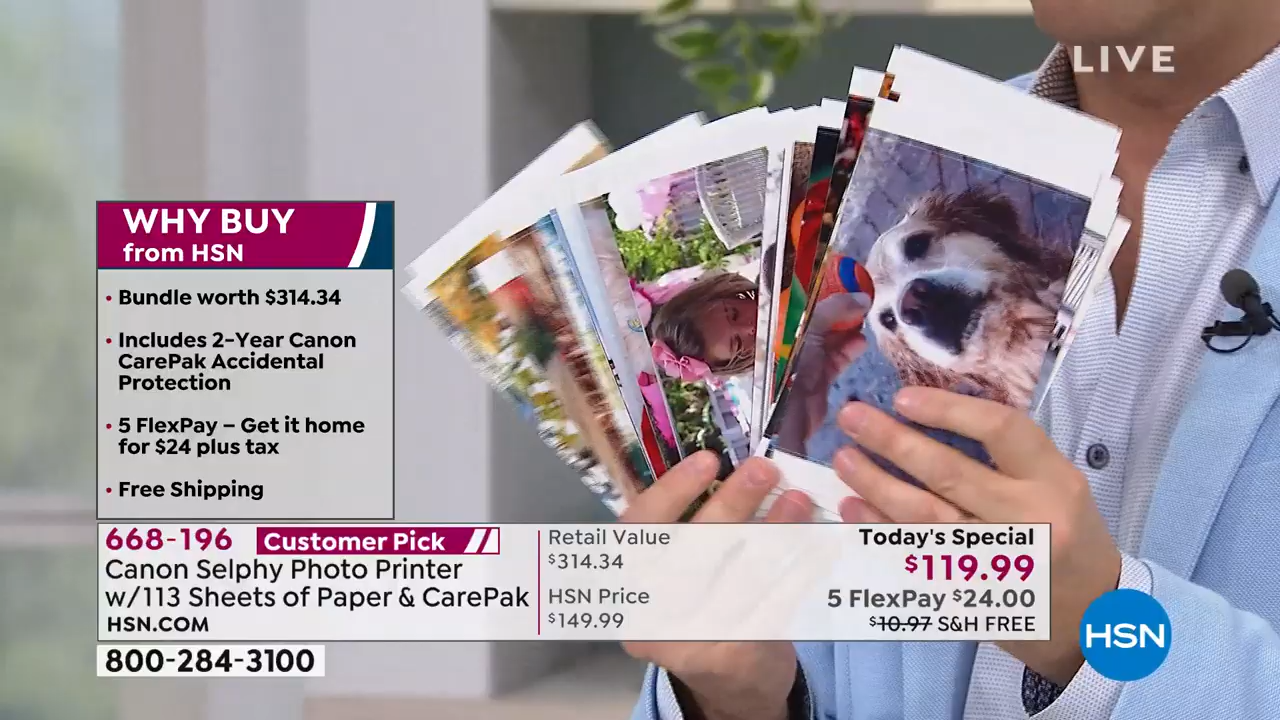 LIVE
WHY BUY
from HSN
• Bundle worth $314.34
• Includes 2-Year Canon
CarePak Accidental
Protection
• 5 FlexPay – Get it home
for $24 plus tax
• Free Shipping
668-196 Customer Pick
Canon Selphy Photo Printer
w/113 Sheets of Paper & CarePak
HSN.COM
Retail Value
$314.34
HSN Price
$149.99
Today's Special
$119.99
5 FlexPay $24.00
$10.97 S&H FREE
HSN
800-284-3100